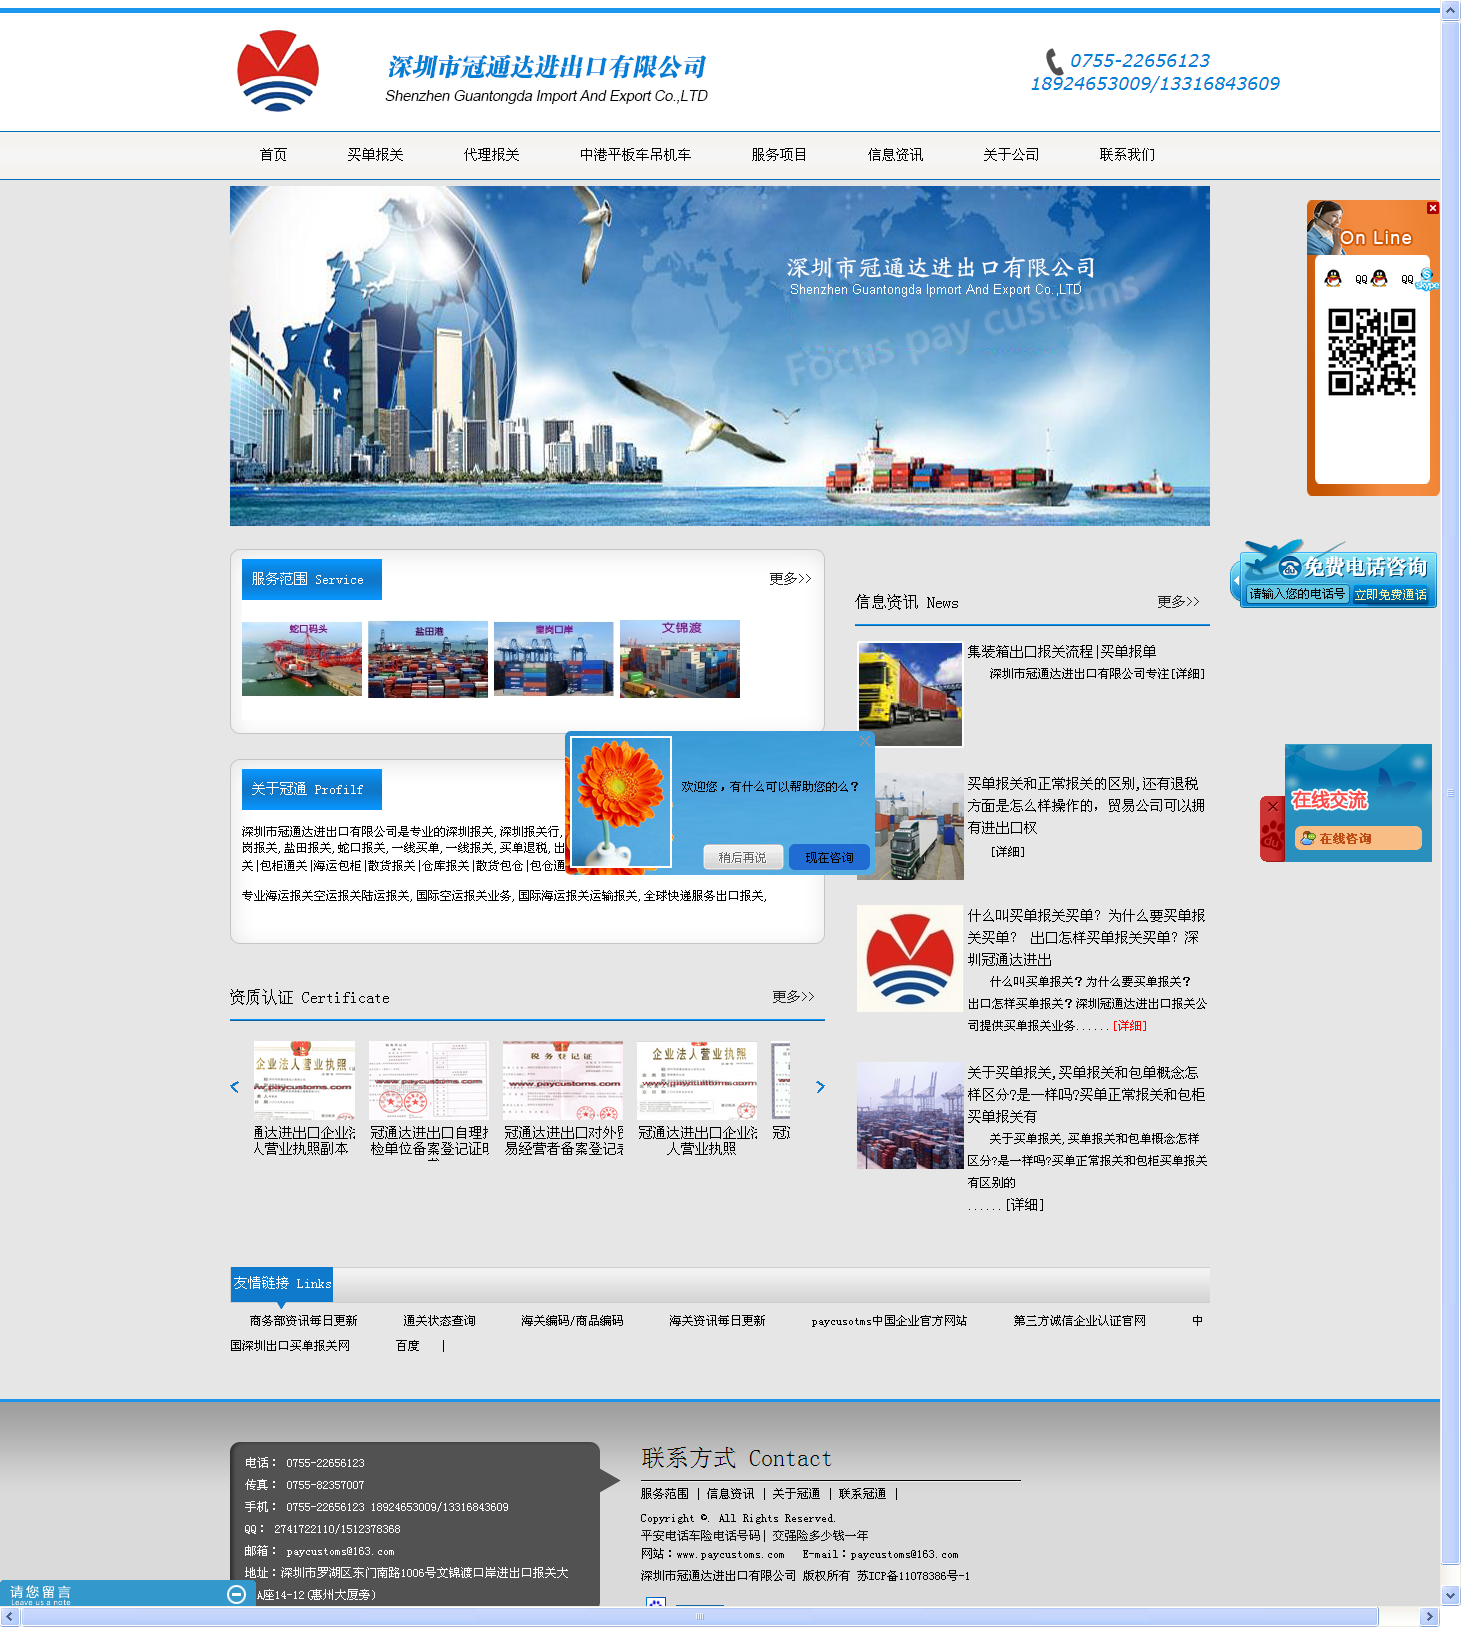 深圳市冠通达进出口有限公司
Shenzhen Guantongda Import And Export Co.,LTD
0755-22656123
18924653009/13316843609
首页 买单报关 代理报关 中港平板车吊机车 服务项目 信息资讯 关于公司 联系我们
深圳市冠通达进出口有限公司
Shenzhen Guantongda Ipmort And Export Co.,LTD
Focus pay customs
On Line
QQ QQ skype
免费电话咨询
请输入您的电话号 立即免费通话
服务范围 Service 更多>>
蛇口码头 盐田港 皇岗口岸 文锦渡
关于冠通 Profilf
深圳市冠通达进出口有限公司是专业的深圳报关,深圳报关行,
岗报关,盐田报关,蛇口报关,一线买单,一线报关,买单退税,出
关|包柜通关|海运包柜|散货报关|仓库报关|散货包仓|包仓通
专业海运报关空运报关陆运报关,国际空运报关业务,国际海运报关运输报关,全球快递服务出口报关,
欢迎您，有什么可以帮助您的么？
稍后再说 现在咨询
资质认证 Certificate 更多>>
企业法人营业执照
税务登记证
企业法人营业执照
www.paycustoms.com
www.paycustoms.com
www.paycustoms.com
通达进出口企业法
人营业执照副本
冠通达进出口自理报
检单位备案登记证明
冠通达进出口对外贸
易经营者备案登记表
冠通达进出口企业法
人营业执照
信息资讯 News 更多>>
集装箱出口报关流程|买单报单
深圳市冠通达进出口有限公司专注[详细]
买单报关和正常报关的区别,还有退税
方面是怎么样操作的，贸易公司可以拥
有进出口权
[详细]
什么叫买单报关买单？为什么要买单报
关买单？ 出口怎样买单报关买单？深
圳冠通达进出
什么叫买单报关？为什么要买单报关？
出口怎样买单报关？深圳冠通达进出口报关公
司提供买单报关业务......[详细]
关于买单报关,买单报关和包单概念怎
样区分?是一样吗?买单正常报关和包柜
买单报关有
关于买单报关,买单报关和包单概念怎样
区分?是一样吗?买单正常报关和包柜买单报关
有区别的
......[详细]
在线交流
在线咨询
友情链接 Links
商务部资讯每日更新 通关状态查询 海关编码/商品编码 海关资讯每日更新 paycusotms中国企业官方网站 第三方诚信企业认证官网 中
国深圳出口买单报关网 百度 |
电话： 0755-22656123
传真： 0755-82357007
手机： 0755-22656123 18924653009/13316843609
QQ： 2741722110/1512378368
邮箱： paycustoms@163.com
地址：深圳市罗湖区东门南路1006号文锦渡口岸进出口报关大
A座14-12(惠州大厦旁)
联系方式 Contact
服务范围 | 信息资讯 | 关于冠通 | 联系冠通 |
Copyright ©. All Rights Reserved.
平安电话车险电话号码| 交强险多少钱一年
网站：www.paycustoms.com E-mail：paycustoms@163.com
深圳市冠通达进出口有限公司 版权所有 苏ICP备11078386号-1
请您留言
Leave us a note